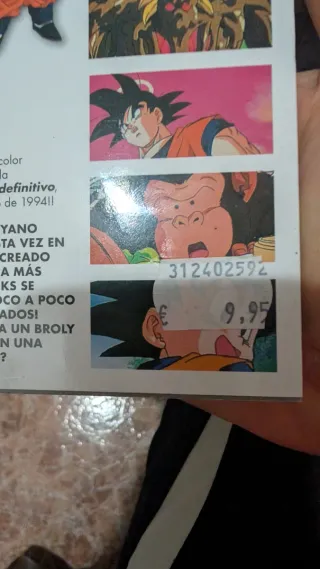 color
la
definitivo,
de 1994!!
YANO
STA VEZ EN
CREADO
A MÁS
KS SE
OCO A POCO
ADOS!
A UN BROLY
N UNA
?
312402592
€ 9,95